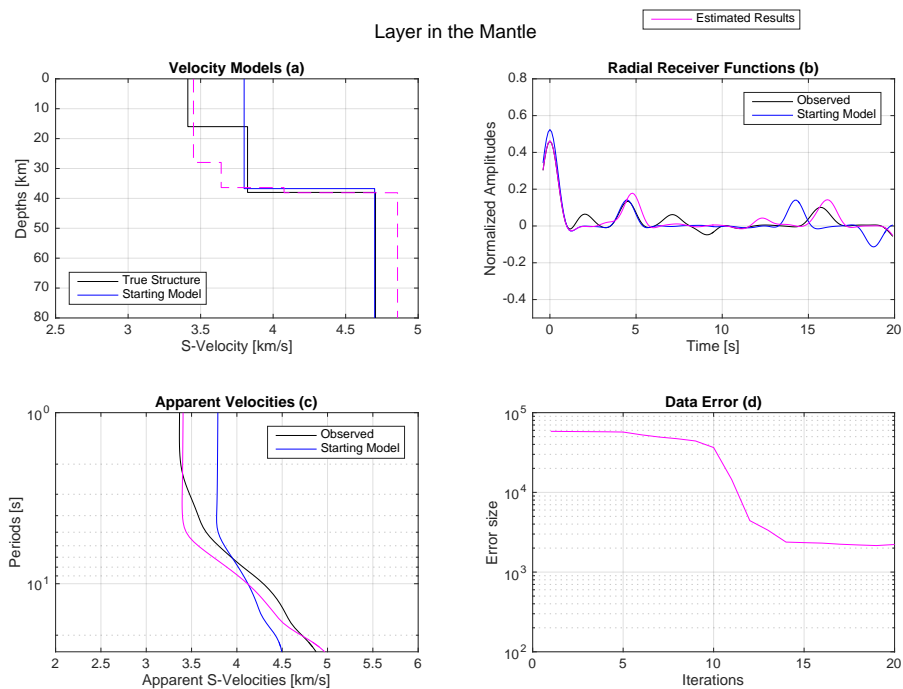 Layer in the Mantle
Estimated Results
Velocity Models (a)
0
10
20
30
40
50
60
70
80
Depths [km]
True Structure
Starting Model
2.5 3 3.5 4 4.5 5
S-Velocity [km/s]
Radial Receiver Functions (b)
0.8
0.6
0.4
0.2
0
-0.2
-0.4
Normalized Amplitudes
Observed
Starting Model
0 5 10 15 20
Time [s]
Apparent Velocities (c)
10^0
10^1
Periods [s]
Observed
Starting Model
2 2.5 3 3.5 4 4.5 5 5.5 6
Apparent S-Velocities [km/s]
Data Error (d)
10^5
10^4
10^3
10^2
Error size
0 5 10 15 20
Iterations